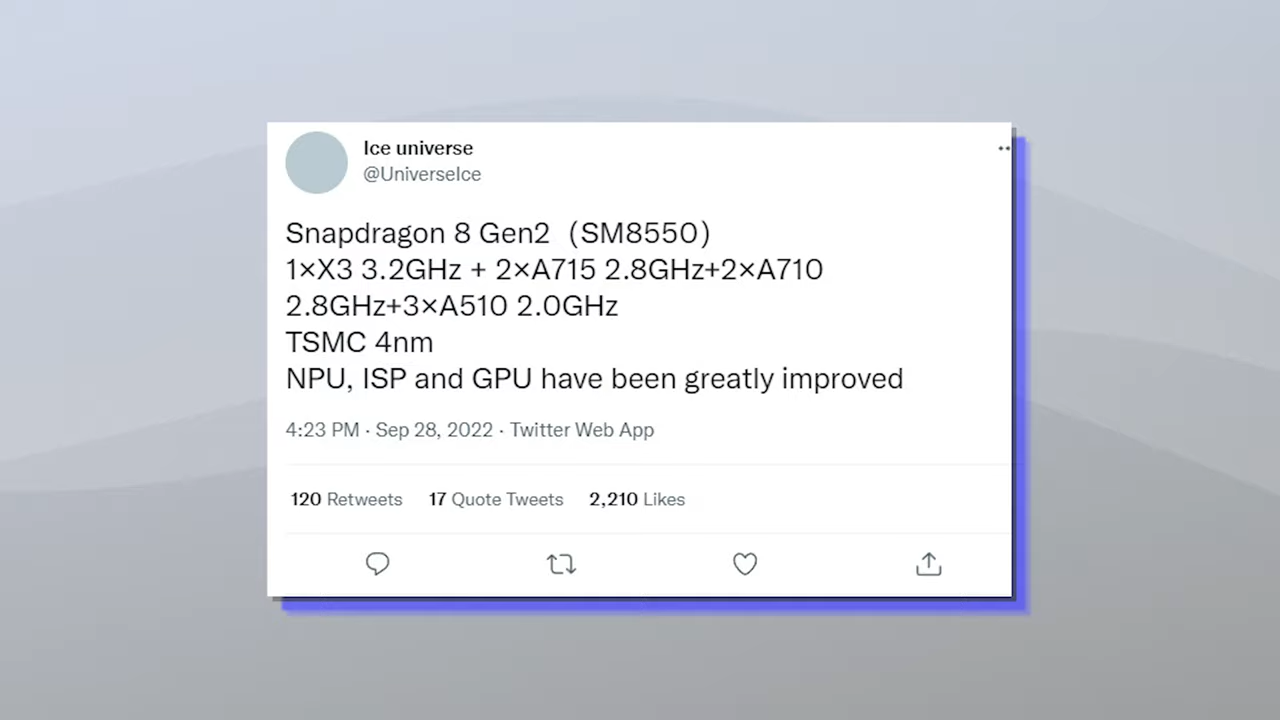 Ice universe
@UniverseIce
Snapdragon 8 Gen2（SM8550）
1×X3 3.2GHz + 2×A715 2.8GHz+2×A710
2.8GHz+3×A510 2.0GHz
TSMC 4nm
NPU, ISP and GPU have been greatly improved
4:23 PM · Sep 28, 2022 · Twitter Web App
120 Retweets 17 Quote Tweets 2,210 Likes